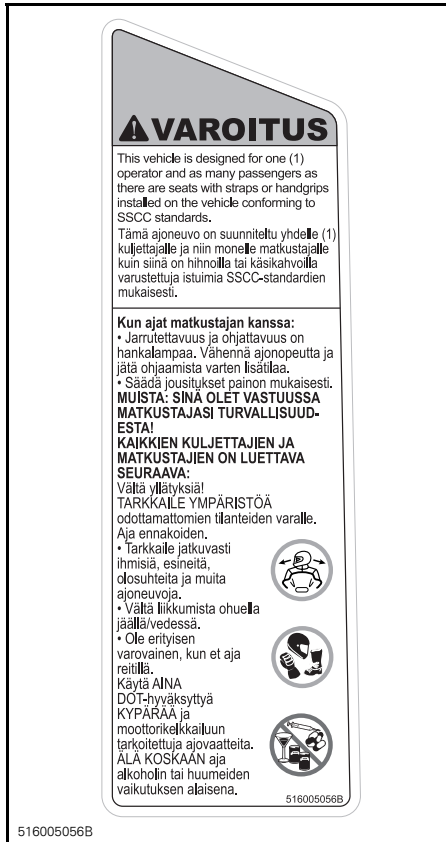 VAROITUS
This vehicle is designed for one (1)
operator and as many passengers as
there are seats with straps or handgrips
installed on the vehicle conforming to
SSCC standards.
Tämä ajoneuvo on suunniteltu yhdelle (1)
kuljettajalle ja niin monelle matkustajalle
kuin siinä on hihnoilla tai käsikahvoilla
varustettuja istuimia SSCC-standardien
mukaisesti.
Kun ajat matkustajan kanssa:
• Jarrutettavuus ja ohjattavuus on
hankalampaa. Vähennä ajonopeutta ja
jätä ohjaamista varten lisätilaa.
• Säädä jousitukset painon mukaisesti.
MUISTA: SINÄ OLET VASTUUSSA
MATKUSTAJASI TURVALLISUUD-
ESTA!
KAIKKIEN KULJETTAJIEN JA
MATKUSTAJIEN ON LUETTAVA
SEURAAVA:
Vältä yllätyksiä!
TARKKAILE YMPÄRISTÖÄ
odottamattomien tilanteiden varalle.
Aja ennakoiden.
• Tarkkaile jatkuvasti
ihmisiä, esineitä,
olosuhteita ja muita
ajoneuvoja.
• Vältä liikkumista ohuella
jäällä/vedessä.
• Ole erityisen
varovainen, kun et aja
reitillä.
Käytä AINA
DOT-hyväksyttyä
KYPÄRÄÄ ja
moottorikelkkailuun
tarkoitettuja ajovaatteita.
ÄLÄ KOSKAAN aja
alkoholin tai huumeiden
vaikutuksen alaisena.
516005056B
516005056B